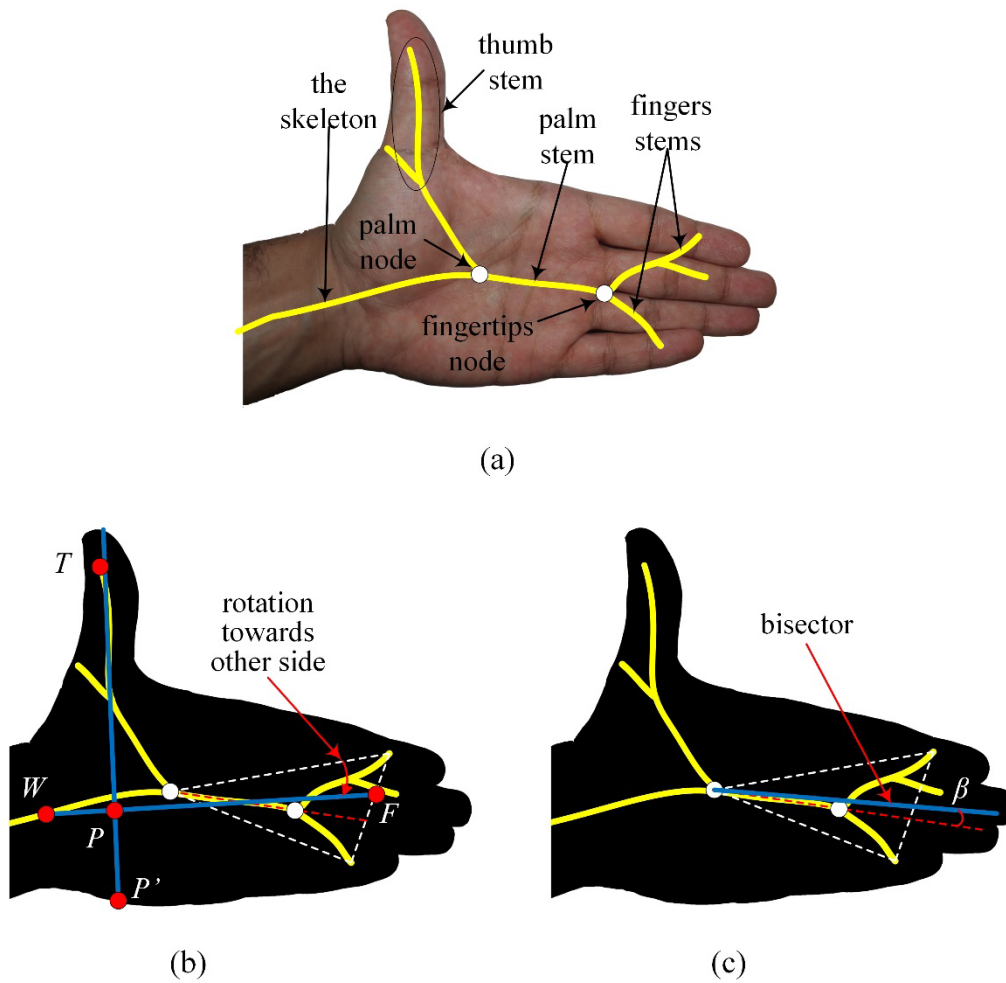 thumb
stem
the
skeleton
palm
stem
fingers
stems
palm
node
fingertips
node
(a)
T
rotation
towards
other side
W
P
F
P'
(b)
bisector
β
(c)